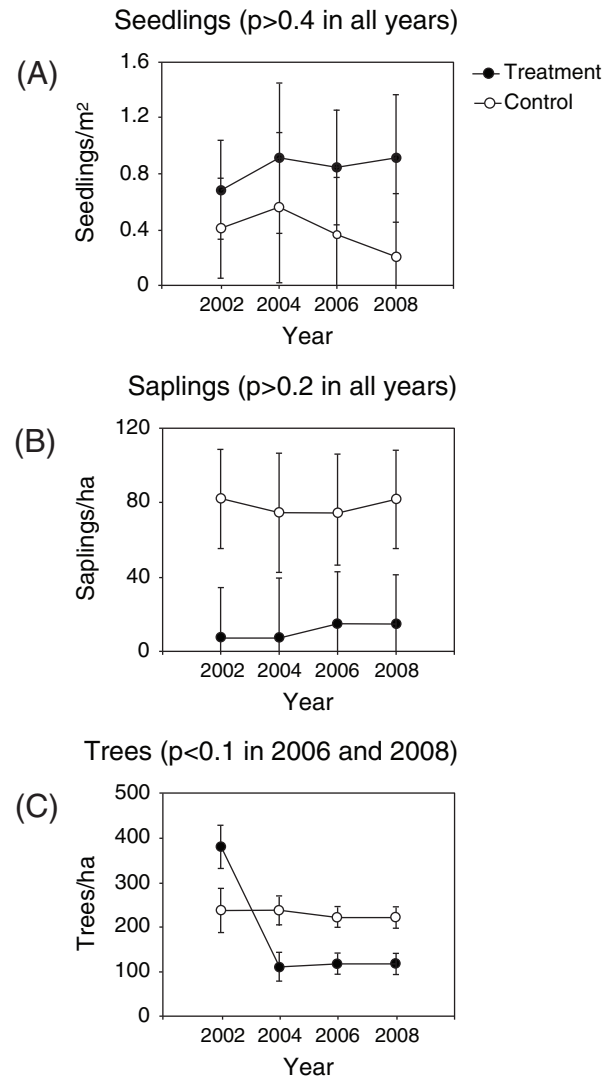 Seedlings (p>0.4 in all years)
(A)
1.6
1.2
0.8
0.4
0
Seedlings/m²
2002 2004 2006 2008
Year
Treatment
Control
Saplings (p>0.2 in all years)
(B)
120
80
40
0
Saplings/ha
2002 2004 2006 2008
Year
Trees (p<0.1 in 2006 and 2008)
(C)
500
400
300
200
100
0
Trees/ha
2002 2004 2006 2008
Year